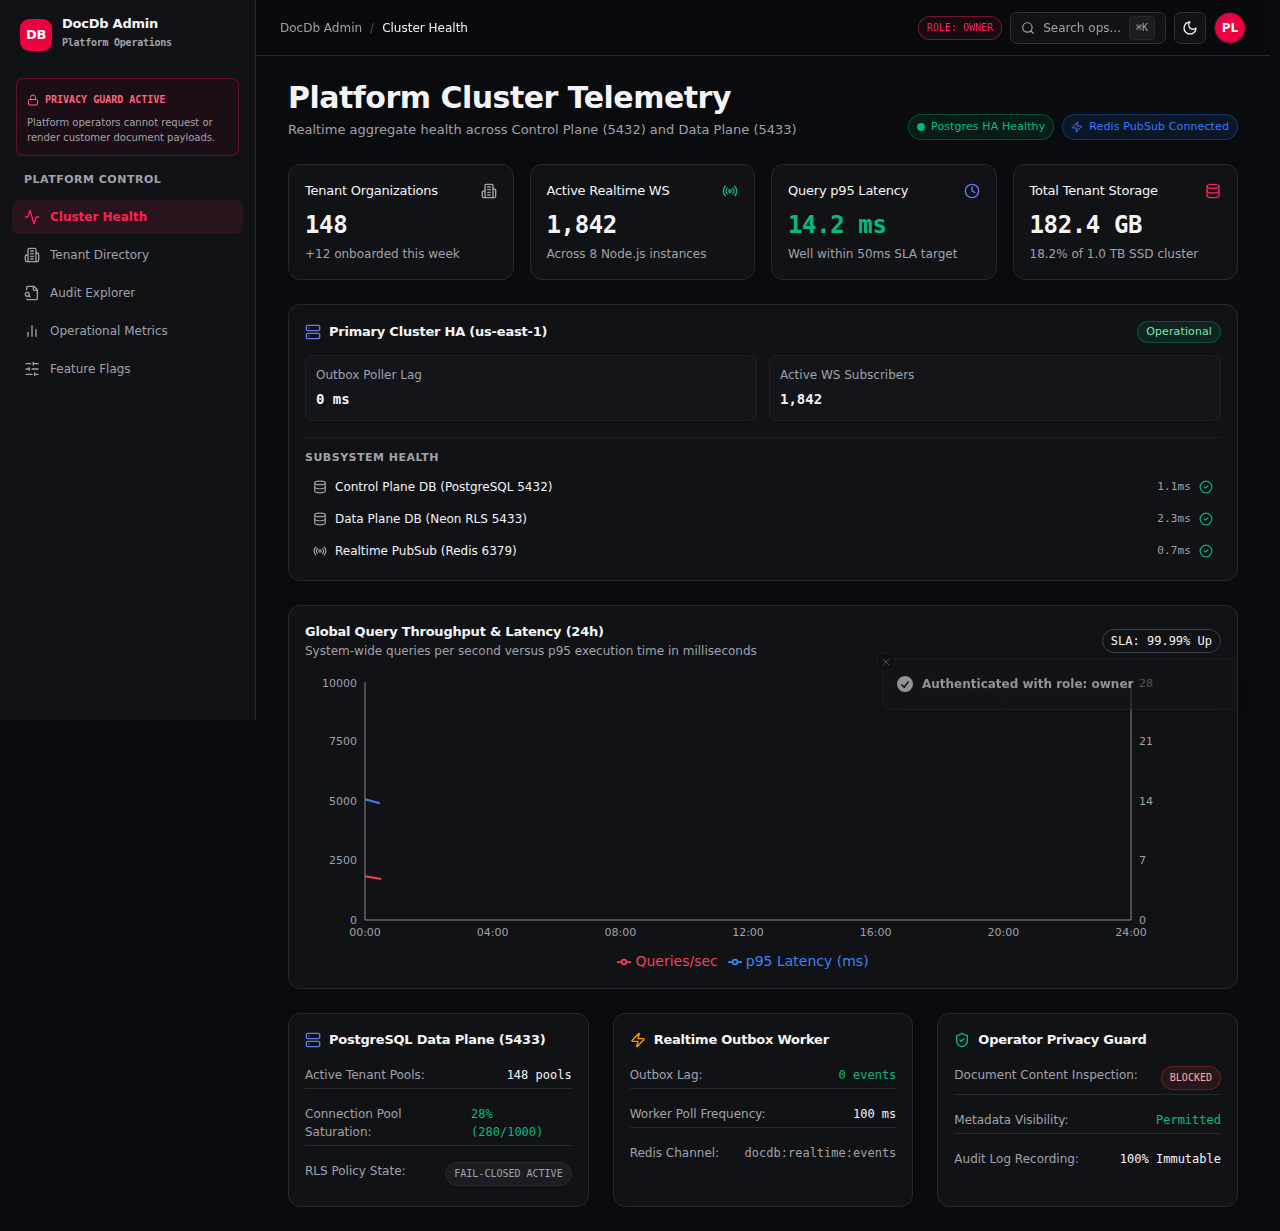 DB
DocDb Admin
Platform Operations
PRIVACY GUARD ACTIVE
Platform operators cannot request or
render customer document payloads.
PLATFORM CONTROL
Cluster Health
Tenant Directory
Audit Explorer
Operational Metrics
Feature Flags
DocDb Admin / Cluster Health
ROLE: OWNER
Search ops... ⌘K
PL
Platform Cluster Telemetry
Realtime aggregate health across Control Plane (5432) and Data Plane (5433)
Postgres HA Healthy
Redis PubSub Connected
Tenant Organizations
148
+12 onboarded this week
Active Realtime WS
1,842
Across 8 Node.js instances
Query p95 Latency
14.2 ms
Well within 50ms SLA target
Total Tenant Storage
182.4 GB
18.2% of 1.0 TB SSD cluster
Primary Cluster HA (us-east-1)
Operational
Outbox Poller Lag
0 ms
Active WS Subscribers
1,842
SUBSYSTEM HEALTH
Control Plane DB (PostgreSQL 5432) 1.1ms
Data Plane DB (Neon RLS 5433) 2.3ms
Realtime PubSub (Redis 6379) 0.7ms
Global Query Throughput & Latency (24h)
System-wide queries per second versus p95 execution time in milliseconds
SLA: 99.99% Up
Authenticated with role: owner
10000 28
7500 21
5000 14
2500 7
0 0
00:00 04:00 08:00 12:00 16:00 20:00 24:00
Queries/sec p95 Latency (ms)
PostgreSQL Data Plane (5433)
Active Tenant Pools: 148 pools
Connection Pool 28%
Saturation: (280/1000)
RLS Policy State: FAIL-CLOSED ACTIVE
Realtime Outbox Worker
Outbox Lag: 0 events
Worker Poll Frequency: 100 ms
Redis Channel: docdb:realtime:events
Operator Privacy Guard
Document Content Inspection: BLOCKED
Metadata Visibility: Permitted
Audit Log Recording: 100% Immutable